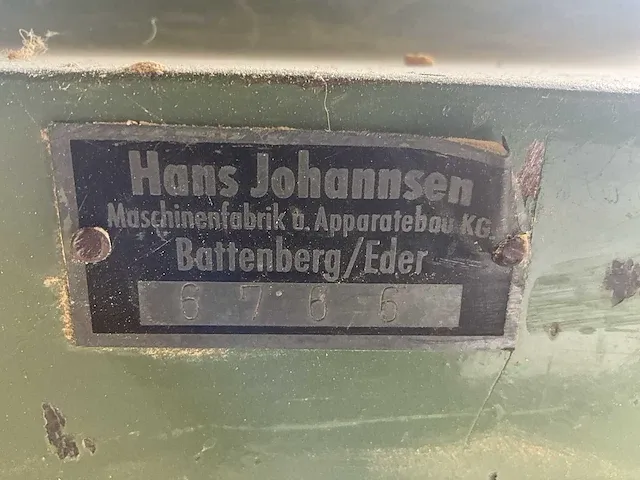 Hans Johannsen
Maschinenfabrik u. Apparatebau KG.
Battenberg/Eder
6766